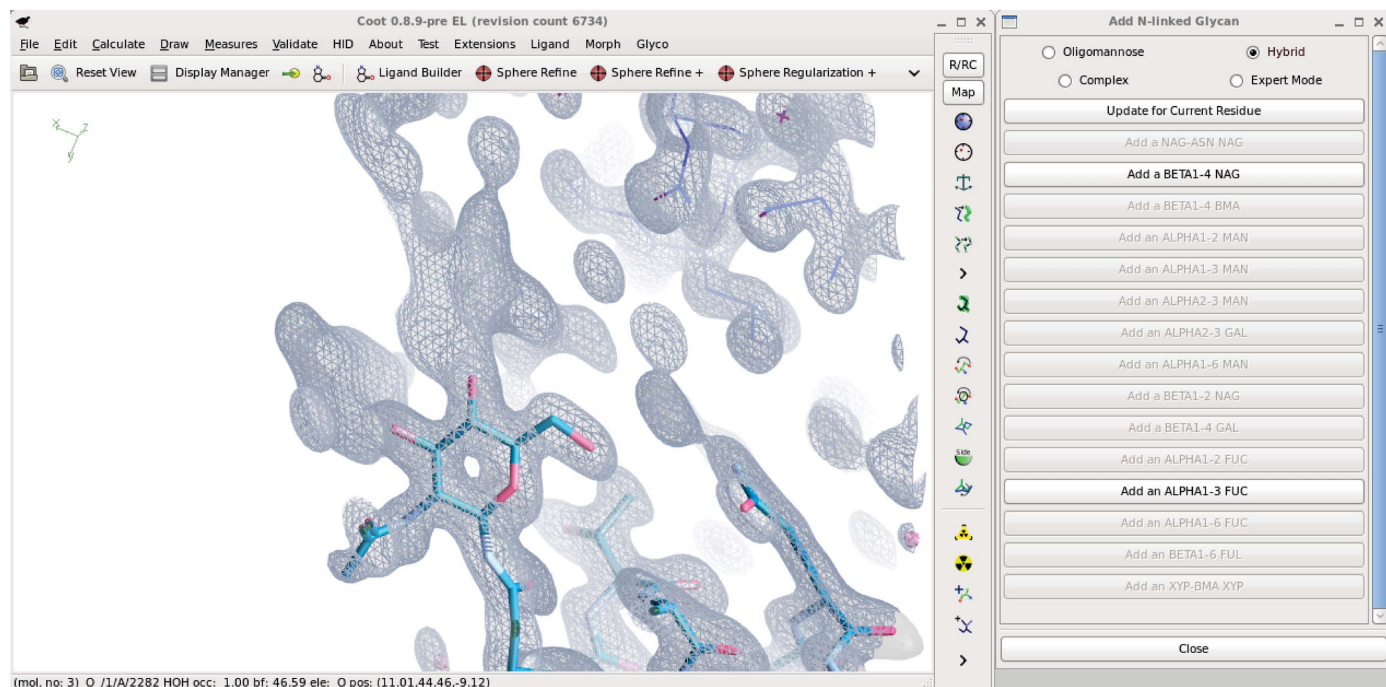 Coot 0.8.9-pre EL (revision count 6734)
File Edit Calculate Draw Measures Validate HID About Test Extensions Ligand Morph Glyco
Reset View Display Manager Ligand Builder Sphere Refine Sphere Refine + Sphere Regularization +
R/RC
Map
Side
x z
y
(mol. no: 3) O /1/A/2282 HOH occ: 1.00 bf: 46.59 ele: O pos: (11.01,44.46,-9.12)
Add N-linked Glycan
Oligomannose Hybrid
Complex Expert Mode
Update for Current Residue
Add a NAG-ASN NAG
Add a BETA1-4 NAG
Add a BETA1-4 BMA
Add an ALPHA1-2 MAN
Add an ALPHA1-3 MAN
Add an ALPHA2-3 MAN
Add an ALPHA2-3 GAL
Add an ALPHA1-6 MAN
Add a BETA1-2 NAG
Add a BETA1-4 GAL
Add an ALPHA1-2 FUC
Add an ALPHA1-3 FUC
Add an ALPHA1-6 FUC
Add an BETA1-6 FUL
Add an XYP-BMA XYP
Close